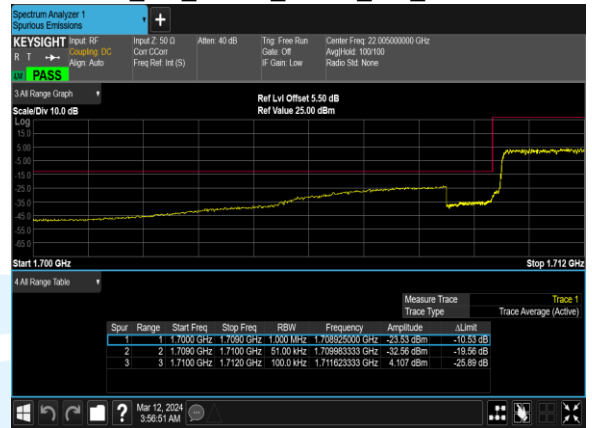 Spectrum Analyzer 1
Spurious Emissions
KEYSIGHT Input: RF Input Z: 50 Ω Atten: 40 dB Trig: Free Run Center Freq: 22.005000000 GHz
R T Coupling: DC Corr CCorr Gate: Off Avg|Hold: 100/100
Align: Auto Freq Ref: Int (S) IF Gain: Low Radio Std: None
PASS
3 All Range Graph
Ref Lvl Offset 5.50 dB
Scale/Div 10.0 dB Ref Value 25.00 dBm
Log
15.0
5.00
-5.00
-15.0
-25.0
-35.0
-45.0
-55.0
-65.0
Start 1.700 GHz Stop 1.712 GHz
4 All Range Table
Measure Trace Trace 1
Trace Type Trace Average (Active)
Spur Range Start Freq Stop Freq RBW Frequency Amplitude ΔLimit
1 1 1.7000 GHz 1.7090 GHz 1.000 MHz 1.708925000 GHz -23.53 dBm -10.53 dB
2 2 1.7090 GHz 1.7100 GHz 51.00 kHz 1.709983333 GHz -32.56 dBm -19.56 dB
3 3 1.7100 GHz 1.7120 GHz 100.0 kHz 1.711623333 GHz 4.107 dBm -25.89 dB
? Mar 12, 2024
3:56:51 AM